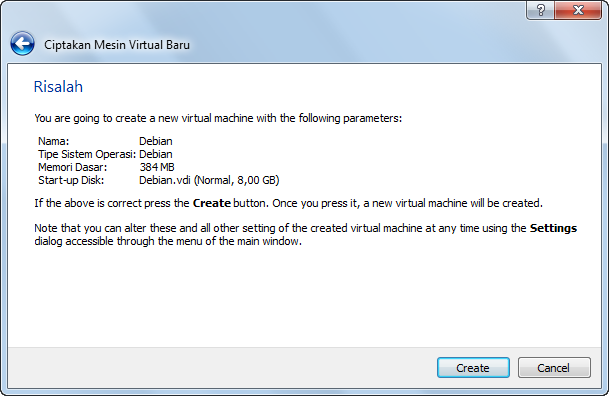 ?
Ciptakan Mesin Virtual Baru
Risalah
You are going to create a new virtual machine with the following parameters:
Nama: Debian
Tipe Sistem Operasi: Debian
Memori Dasar: 384 MB
Start-up Disk: Debian.vdi (Normal, 8,00 GB)
If the above is correct press the Create button. Once you press it, a new virtual machine will be created.
Note that you can alter these and all other setting of the created virtual machine at any time using the Settings
dialog accessible through the menu of the main window.
Create Cancel